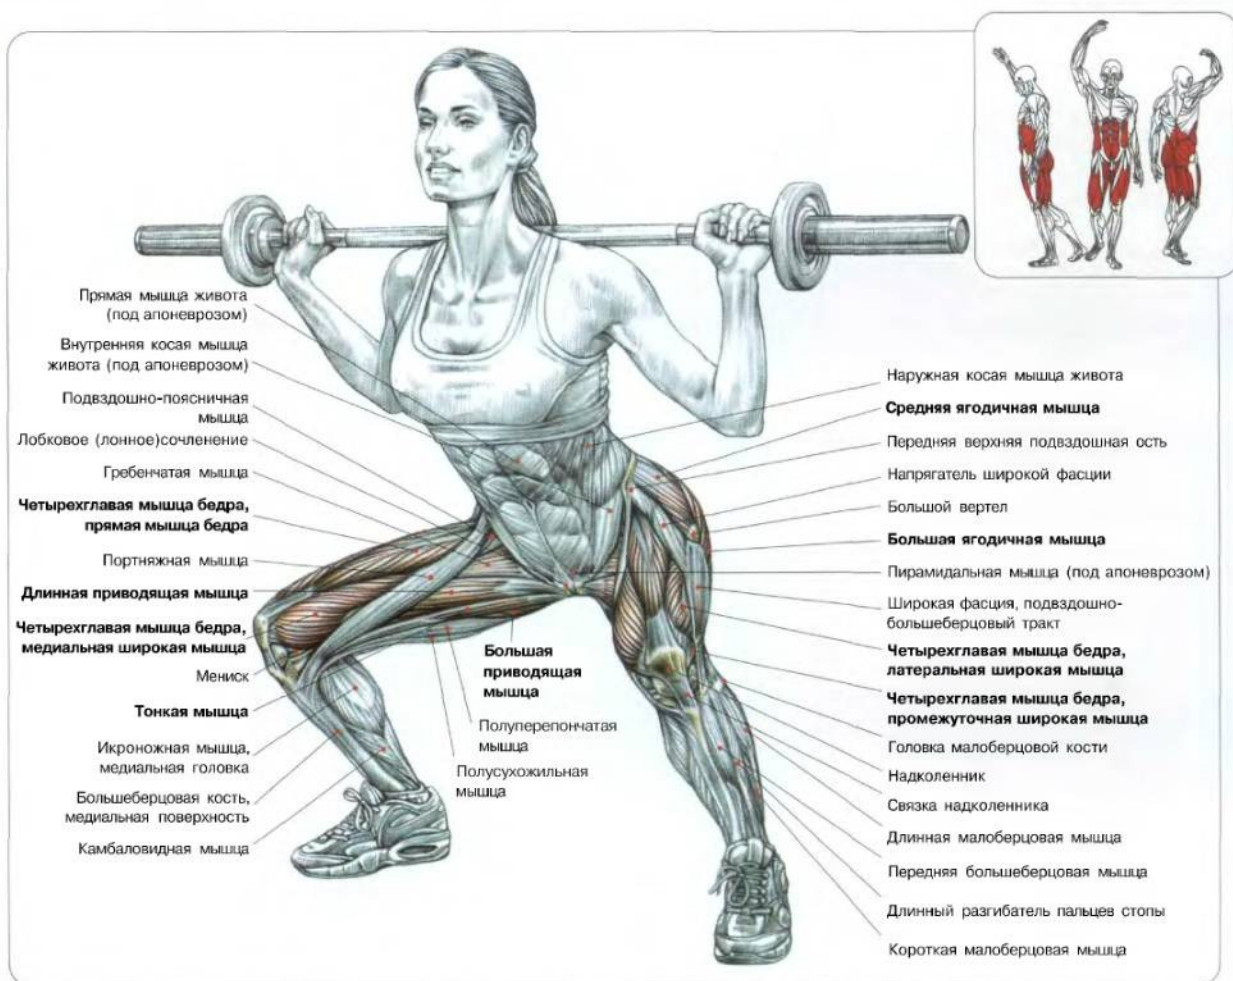 Прямая мышца живота
(под апоневрозом)
Внутренняя косая мышца
живота (под апоневрозом)
Подвздошно-поясничная
мышца
Лобковое (лонное)сочленение
Гребенчатая мышца
Четырехглавая мышца бедра,
прямая мышца бедра
Портняжная мышца
Длинная приводящая мышца
Четырехглавая мышца бедра,
медиальная широкая мышца
Мениск
Тонкая мышца
Икроножная мышца,
медиальная головка
Большеберцовая кость,
медиальная поверхность
Камбаловидная мышца
Большая
приводящая
мышца
Полуперепончатая
мышца
Полусухожильная
мышца
Наружная косая мышца живота
Средняя ягодичная мышца
Передняя верхняя подвздошная ость
Напрягатель широкой фасции
Большой вертел
Большая ягодичная мышца
Пирамидальная мышца (под апоневрозом)
Широкая фасция, подвздошно-
большеберцовый тракт
Четырехглавая мышца бедра,
латеральная широкая мышца
Четырехглавая мышца бедра,
промежуточная широкая мышца
Головка малоберцовой кости
Надколенник
Связка надколенника
Длинная малоберцовая мышца
Передняя большеберцовая мышца
Длинный разгибатель пальцев стопы
Короткая малоберцовая мышца